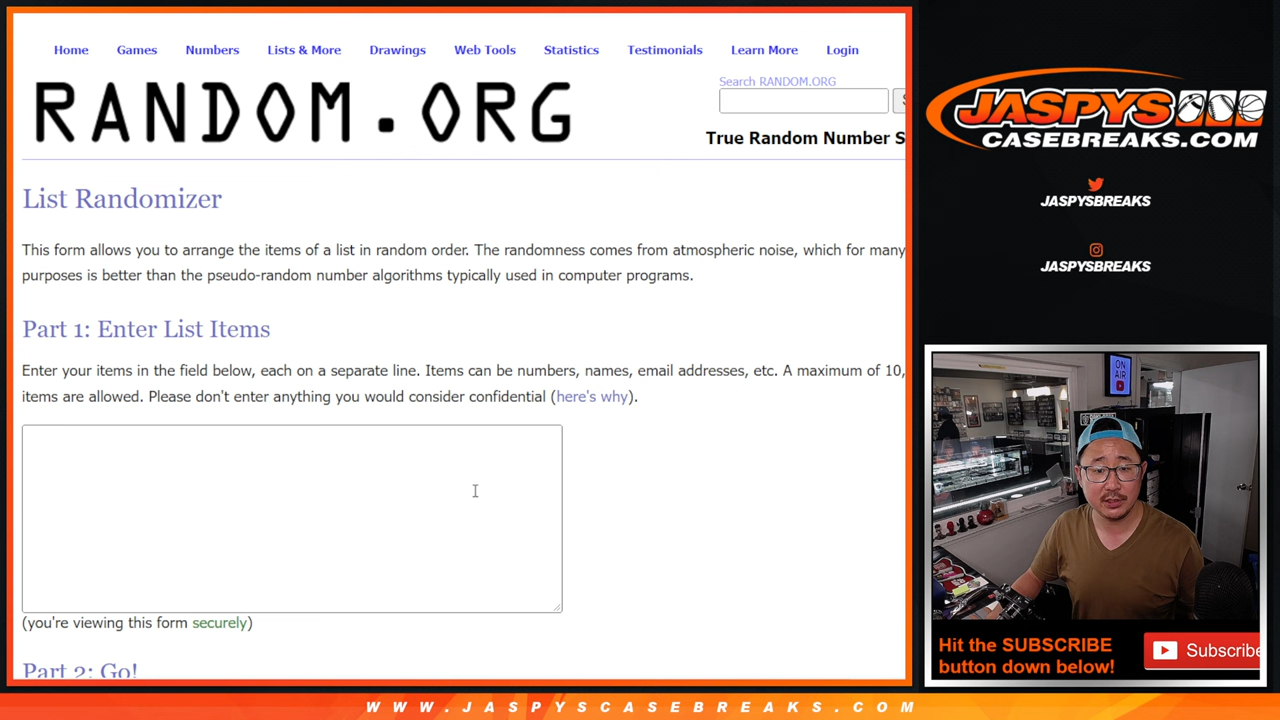 Home Games Numbers Lists & More Drawings Web Tools Statistics Testimonials Learn More Login
RANDOM.ORG
Search RANDOM.ORG
True Random Number S
List Randomizer
This form allows you to arrange the items of a list in random order. The randomness comes from atmospheric noise, which for many
purposes is better than the pseudo-random number algorithms typically used in computer programs.
Part 1: Enter List Items
Enter your items in the field below, each on a separate line. Items can be numbers, names, email addresses, etc. A maximum of 10,
items are allowed. Please don't enter anything you would consider confidential (here's why).
(you're viewing this form securely)
Part 2: Go!
JASPYS
CASEBREAKS.COM
JASPYSBREAKS
JASPYSBREAKS
ON
AIR
Hit the SUBSCRIBE
button down below!
Subscribe
WWW.JASPYSCASEBREAKS.COM